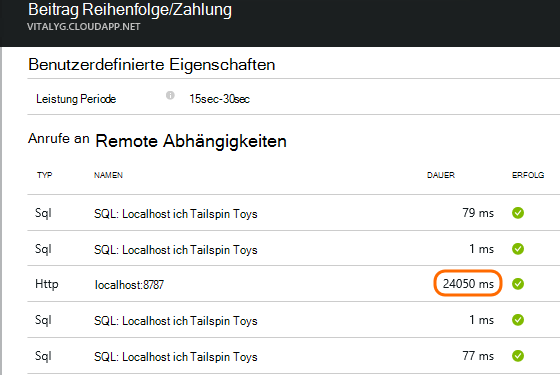 Beitrag Reihenfolge/Zahlung
VITALYG.CLOUDAPP.NET
Benutzerdefinierte Eigenschaften
Leistung Periode 15sec-30sec
Anrufe an Remote Abhängigkeiten
TYP NAMEN DAUER ERFOLG
Sql SQL: Localhost ich Tailspin Toys 79 ms
Sql SQL: Localhost ich Tailspin Toys 1 ms
Http localhost:8787 24050 ms
Sql SQL: Localhost ich Tailspin Toys 1 ms
Sql SQL: Localhost ich Tailspin Toys 77 ms